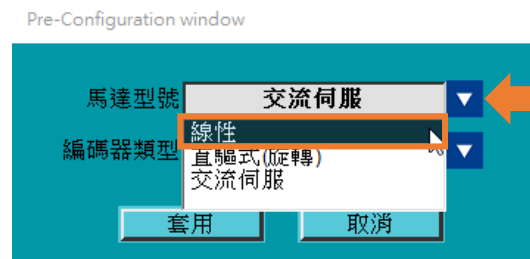 Pre-Configuration window
馬達型號 交流伺服
線性
編碼器類型 直驅式(旋轉)
交流伺服
套用 取消